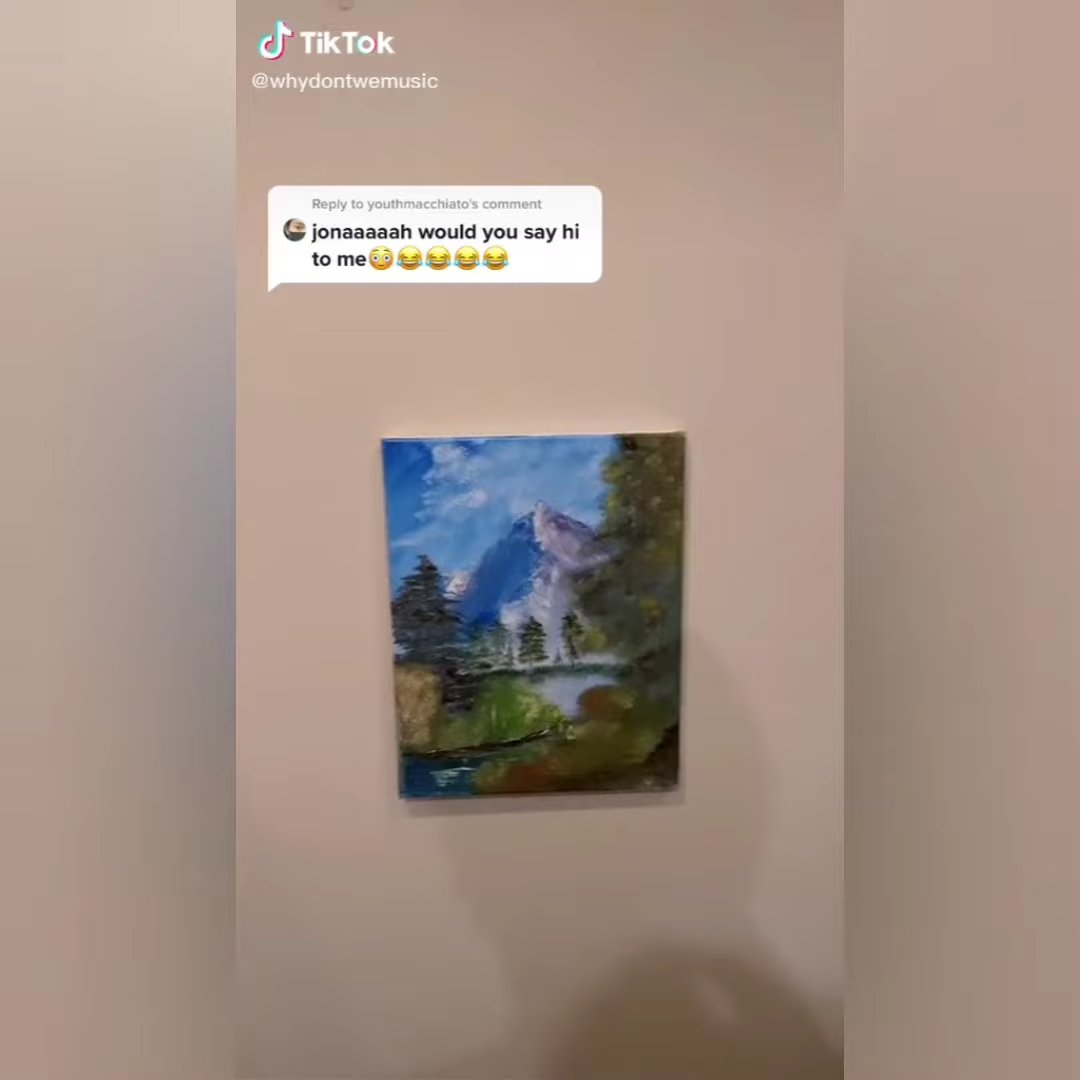 TikTok
@whydontwemusic
Reply to youthmacchiato's comment
jonaaaaah would you say hi
to me😳😂😂😂😂